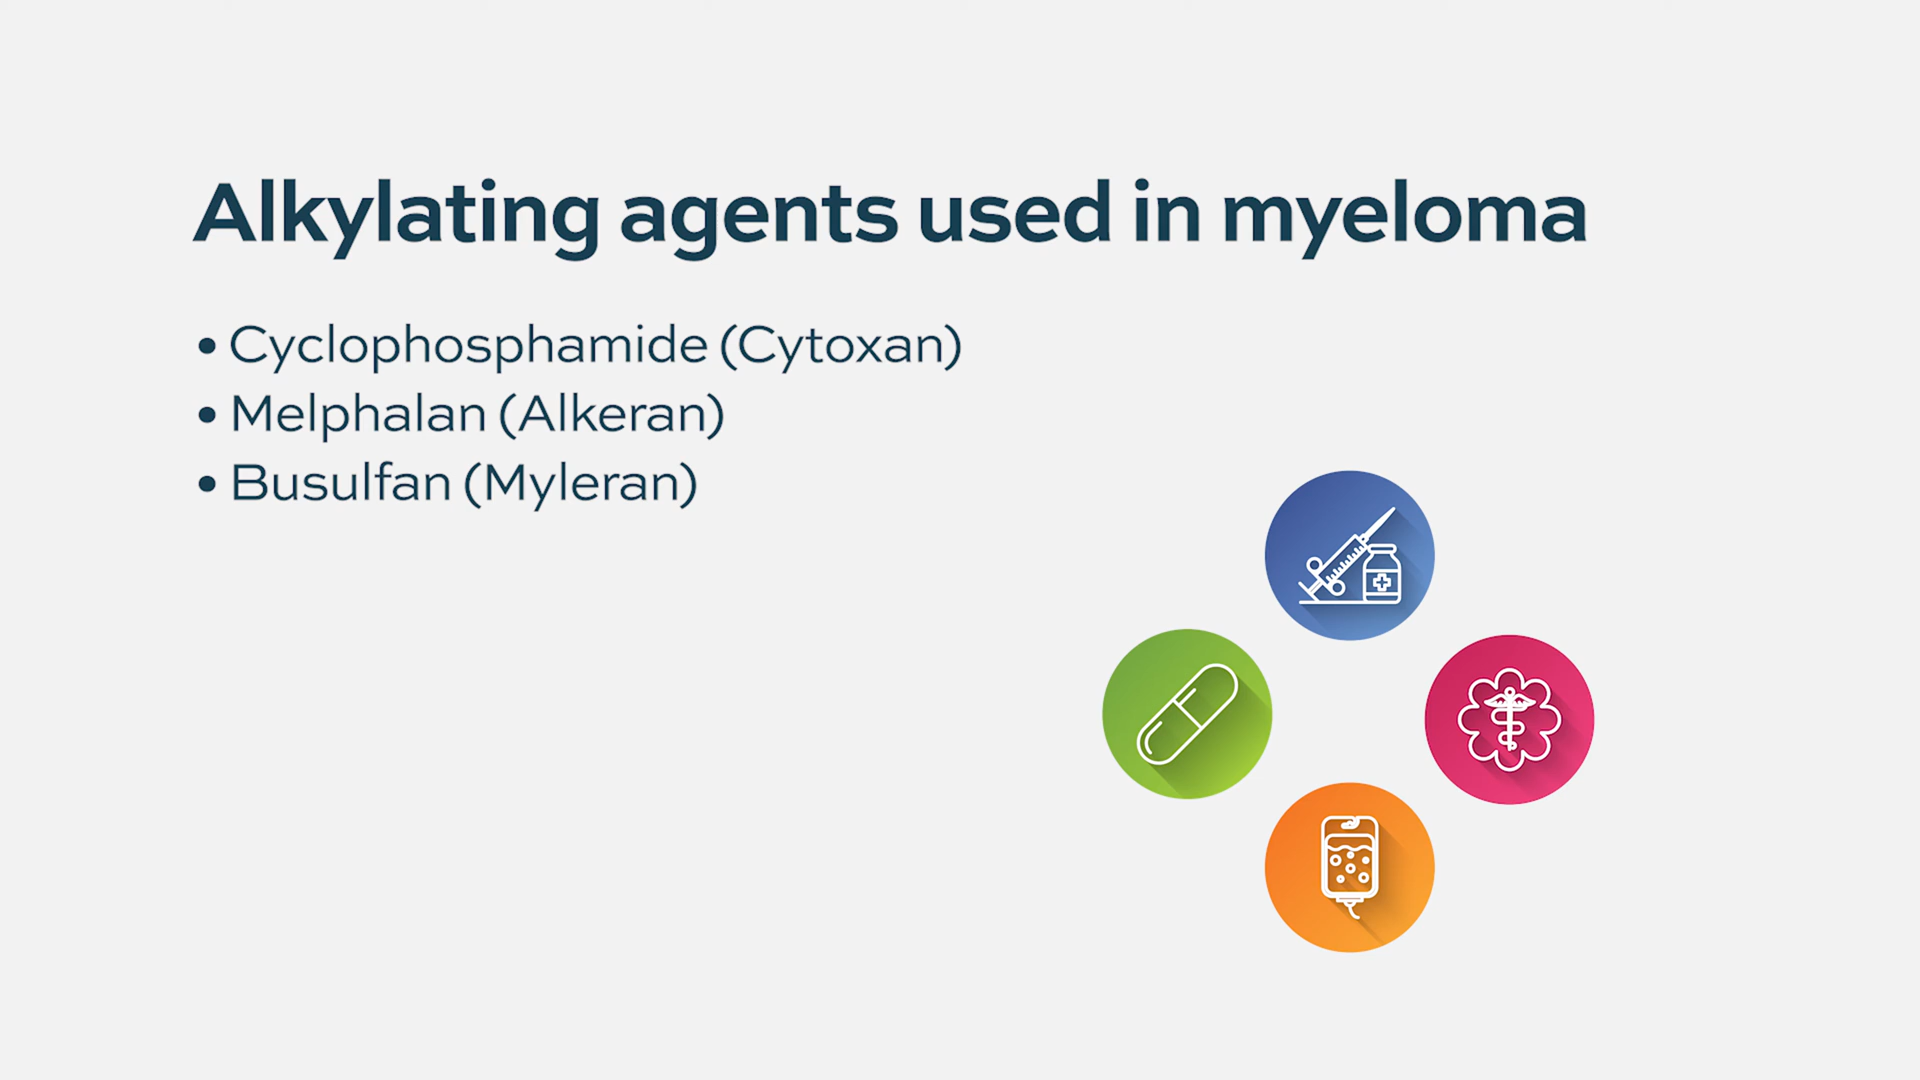 Alkylating agents used in myeloma
• Cyclophosphamide (Cytoxan)
• Melphalan (Alkeran)
• Busulfan (Myleran)